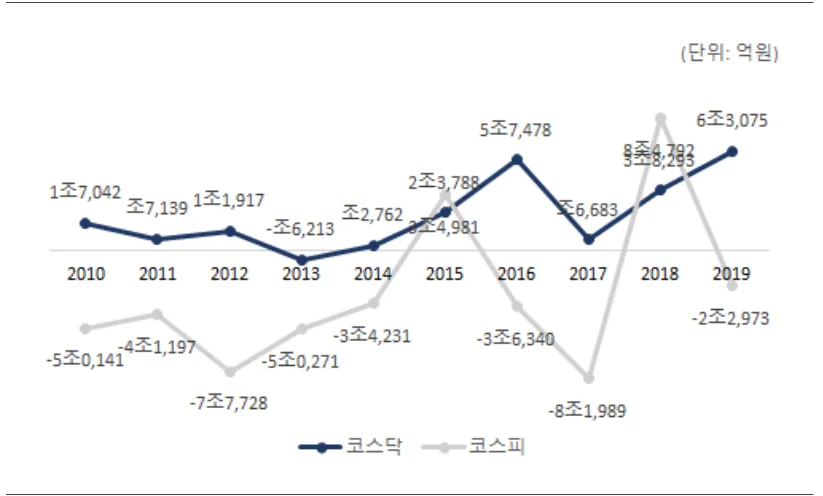 (단위: 억원)
6조3,075
5조7,478
8조4,792
3조8,293
2조3,788
1조7,042
조7,139
1조1,917
-조6,213
조2,762
3조4,981
조6,683
2010 2011 2012 2013 2014 2015 2016 2017 2018 2019
-5조0,141
-4조1,197
-7조7,728
-5조0,271
-3조4,231
-3조6,340
-8조1,989
-2조2,973
코스닥 코스피